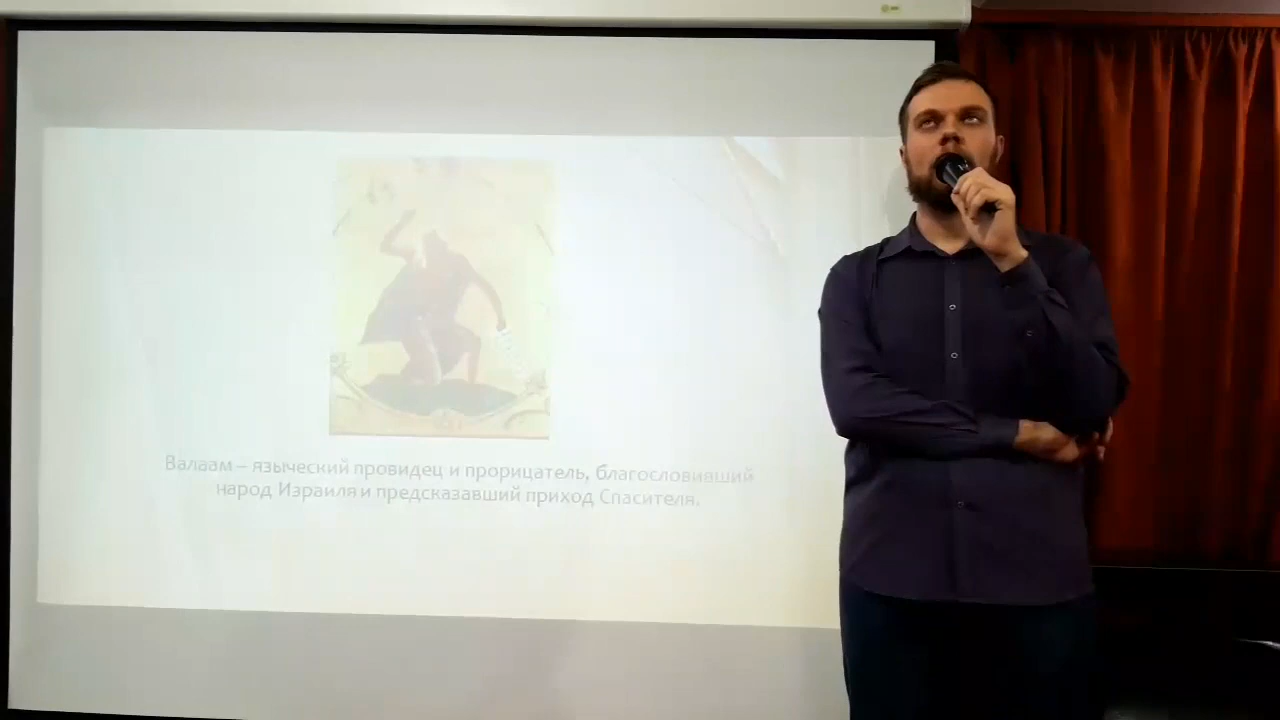 Валаам – языческий провидец и прорицатель, благословивший
народ Израиля и предсказавший приход Спасителя.